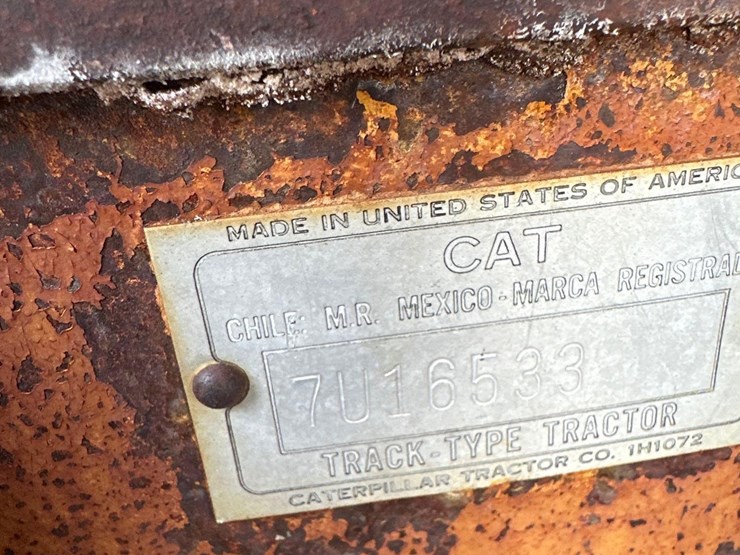 MADE IN UNITED STATES OF AMERIC
CAT
CHILE: M.R. MEXICO-MARCA REGISTRAD
7U16533
TRACK-TYPE TRACTOR
CATERPILLAR TRACTOR CO. 1H1072